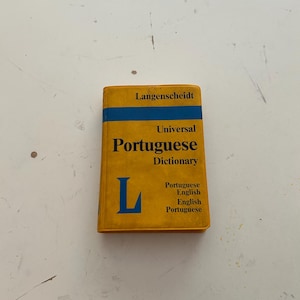 Langenscheidt
Universal
Portuguese
Dictionary
Portuguese
English
English
Portuguese
L